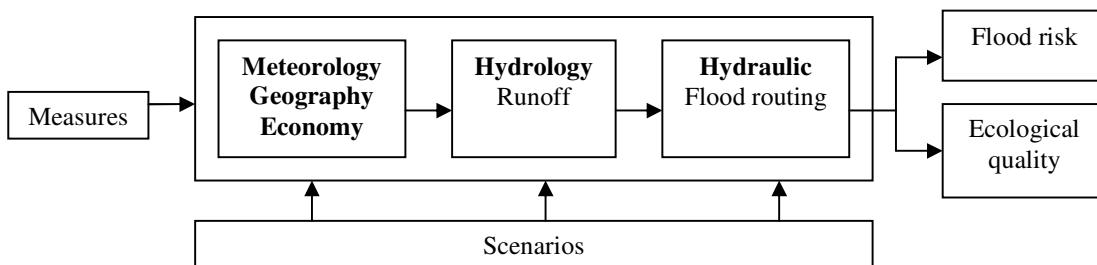 Measures
Meteorology
Geography
Economy
Hydrology
Runoff
Hydraulic
Flood routing
Flood risk
Ecological
quality
Scenarios